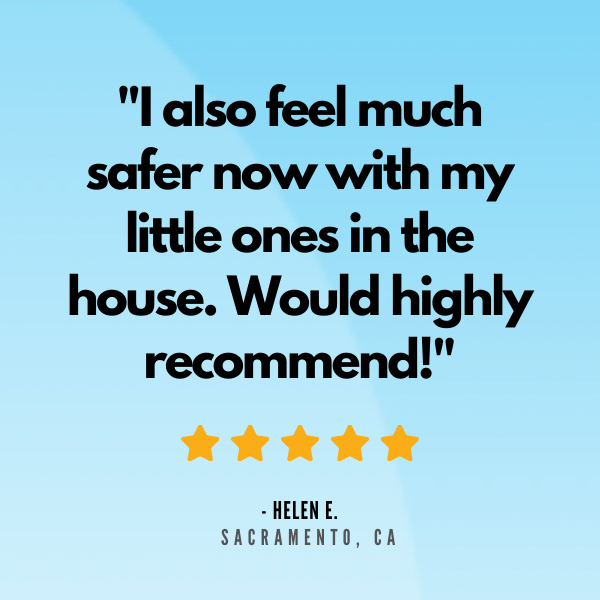 "I also feel much
safer now with my
little ones in the
house. Would highly
recommend!"
- HELEN E.
SACRAMENTO, CA